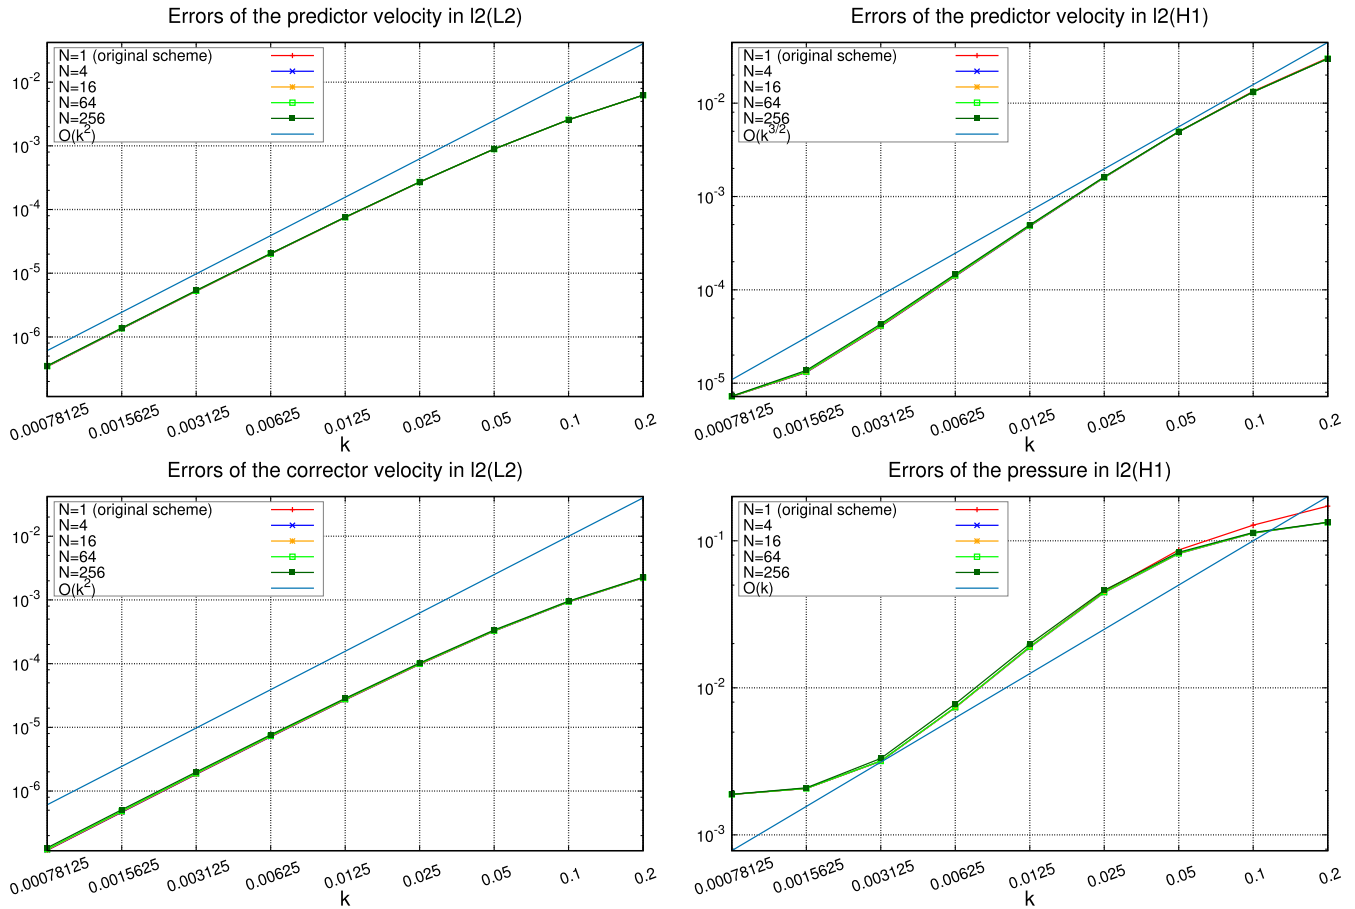 Errors of the predictor velocity in l2(L2)
N=1 (original scheme)
N=4
N=16
N=64
N=256
O(k^2)
10^-2
10^-3
10^-4
10^-5
10^-6
0.00078125 0.0015625 0.003125 0.00625 0.0125 0.025 0.05 0.1 0.2
k
Errors of the predictor velocity in l2(H1)
N=1 (original scheme)
N=4
N=16
N=64
N=256
O(k^3/2)
10^-2
10^-3
10^-4
10^-5
0.00078125 0.0015625 0.003125 0.00625 0.0125 0.025 0.05 0.1 0.2
k
Errors of the corrector velocity in l2(L2)
N=1 (original scheme)
N=4
N=16
N=64
N=256
O(k^2)
10^-2
10^-3
10^-4
10^-5
10^-6
0.00078125 0.0015625 0.003125 0.00625 0.0125 0.025 0.05 0.1 0.2
k
Errors of the pressure in l2(H1)
N=1 (original scheme)
N=4
N=16
N=64
N=256
O(k)
10^-1
10^-2
10^-3
0.00078125 0.0015625 0.003125 0.00625 0.0125 0.025 0.05 0.1 0.2
k